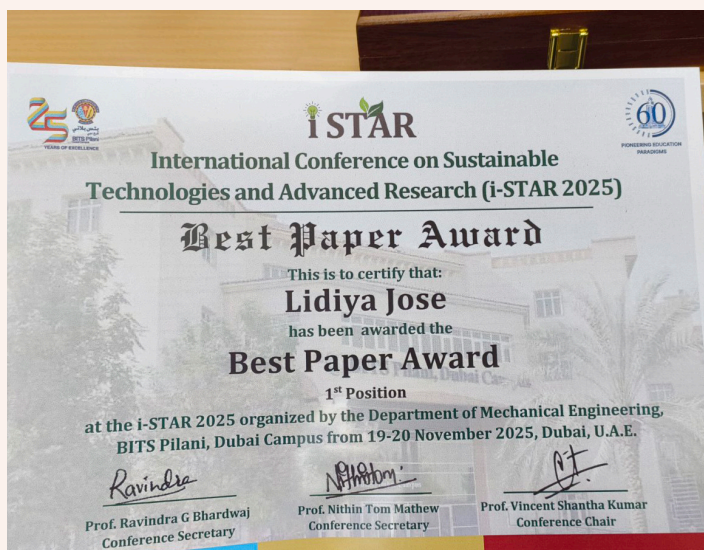 25
YEARS OF EXCELLENCE
BITS Pilani
i STAR
60
PIONEERING EDUCATION
PARADIGMS
International Conference on Sustainable
Technologies and Advanced Research (i-STAR 2025)
Best Paper Award
This is to certify that:
Lidiya Jose
has been awarded the
Best Paper Award
1st Position
at the i-STAR 2025 organized by the Department of Mechanical Engineering,
BITS Pilani, Dubai Campus from 19-20 November 2025, Dubai, U.A.E.
Ravindra
Prof. Ravindra G Bhardwaj
Conference Secretary
Prof. Nithin Tom Mathew
Conference Secretary
Prof. Vincent Shantha Kumar
Conference Chair